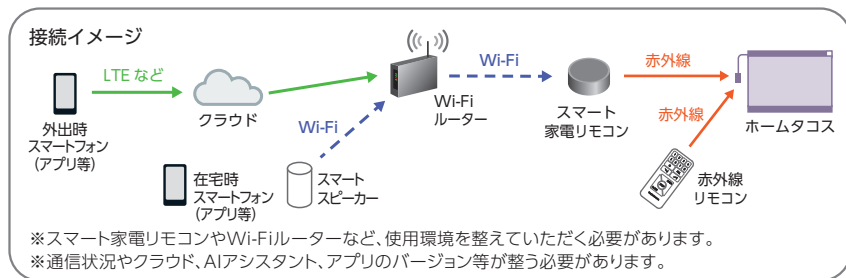 接続イメージ
LTE など
外出時
スマートフォン
(アプリ等)
クラウド
Wi-Fi
在宅時
スマートフォン
(アプリ等)
スマート
スピーカー
Wi-Fi
ルーター
Wi-Fi
スマート
家電リモコン
赤外線
赤外線
赤外線
リモコン
ホームタコス
※スマート家電リモコンやWi-Fiルーターなど、使用環境を整えていただく必要があります。
※通信状況やクラウド、AIアシスタント、アプリのバージョン等が整う必要があります。